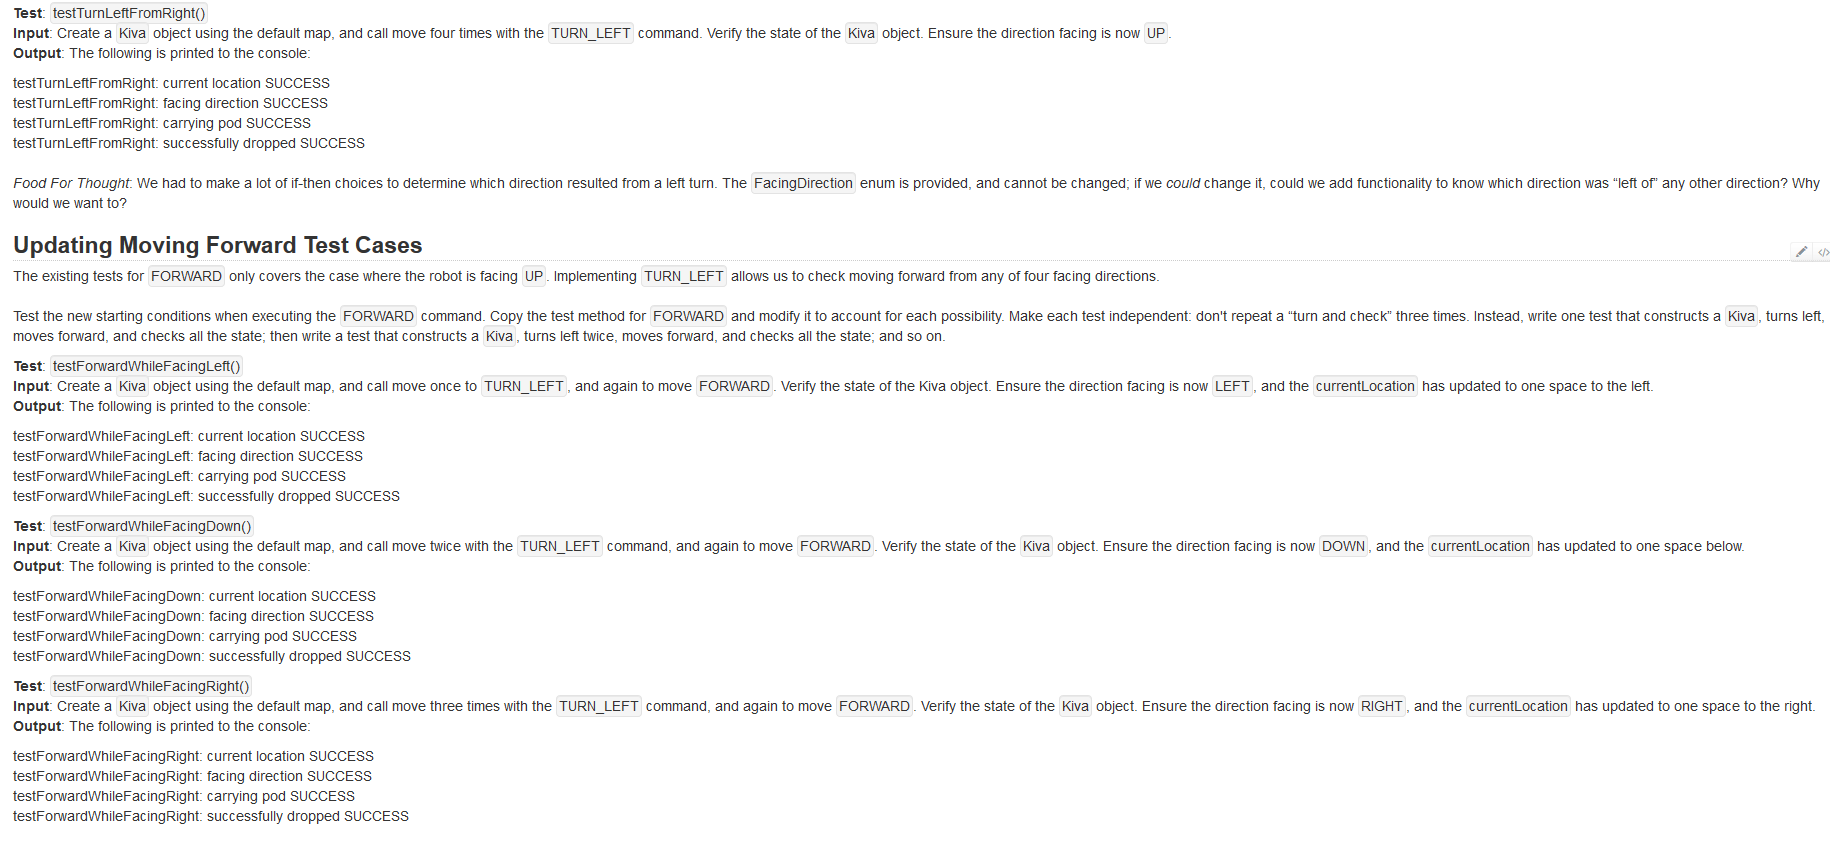 Test: testTurnLeftFromRight()
Input: Create a Kiva object using the default map, and call move four times with the TURN_LEFT command. Verify the state of the Kiva object. Ensure the direction facing is now UP.
Output: The following is printed to the console:
testTurnLeftFromRight: current location SUCCESS
testTurnLeftFromRight: facing direction SUCCESS
testTurnLeftFromRight: carrying pod SUCCESS
testTurnLeftFromRight: successfully dropped SUCCESS
Food For Thought: We had to make a lot of if-then choices to determine which direction resulted from a left turn. The FacingDirection enum is provided, and cannot be changed; if we could change it, could we add functionality to know which direction was “left of” any other direction? Why
would we want to?
Updating Moving Forward Test Cases
The existing tests for FORWARD only covers the case where the robot is facing UP. Implementing TURN_LEFT allows us to check moving forward from any of four facing directions.
Test the new starting conditions when executing the FORWARD command. Copy the test method for FORWARD and modify it to account for each possibility. Make each test independent: don't repeat a “turn and check” three times. Instead, write one test that constructs a Kiva, turns left,
moves forward, and checks all the state; then write a test that constructs a Kiva, turns left twice, moves forward, and checks all the state; and so on.
Test: testForwardWhileFacingLeft()
Input: Create a Kiva object using the default map, and call move once to TURN_LEFT, and again to move FORWARD. Verify the state of the Kiva object. Ensure the direction facing is now LEFT, and the currentLocation has updated to one space to the left.
Output: The following is printed to the console:
testForwardWhileFacingLeft: current location SUCCESS
testForwardWhileFacingLeft: facing direction SUCCESS
testForwardWhileFacingLeft: carrying pod SUCCESS
testForwardWhileFacingLeft: successfully dropped SUCCESS
Test: testForwardWhileFacingDown()
Input: Create a Kiva object using the default map, and call move twice with the TURN_LEFT command, and again to move FORWARD. Verify the state of the Kiva object. Ensure the direction facing is now DOWN, and the currentLocation has updated to one space below.
Output: The following is printed to the console:
testForwardWhileFacingDown: current location SUCCESS
testForwardWhileFacingDown: facing direction SUCCESS
testForwardWhileFacingDown: carrying pod SUCCESS
testForwardWhileFacingDown: successfully dropped SUCCESS
Test: testForwardWhileFacingRight()
Input: Create a Kiva object using the default map, and call move three times with the TURN_LEFT command, and again to move FORWARD. Verify the state of the Kiva object. Ensure the direction facing is now RIGHT, and the currentLocation has updated to one space to the right.
Output: The following is printed to the console:
testForwardWhileFacingRight: current location SUCCESS
testForwardWhileFacingRight: facing direction SUCCESS
testForwardWhileFacingRight: carrying pod SUCCESS
testForwardWhileFacingRight: successfully dropped SUCCESS